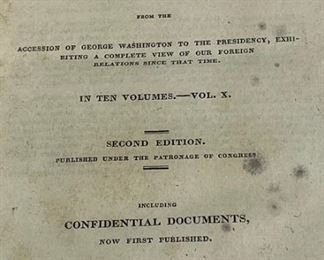 FROM THE
ACCESSION OF GEORGE WASHINGTON TO THE PRESIDENCY, EXHI-
BITING A COMPLETE VIEW OF OUR FOREIGN
RELATIONS SINCE THAT TIME.
IN TEN VOLUMES.—VOL. X.
SECOND EDITION.
PUBLISHED UNDER THE PATRONAGE OF CONGRESS
INCLUDING
CONFIDENTIAL DOCUMENTS,
NOW FIRST PUBLISHED.